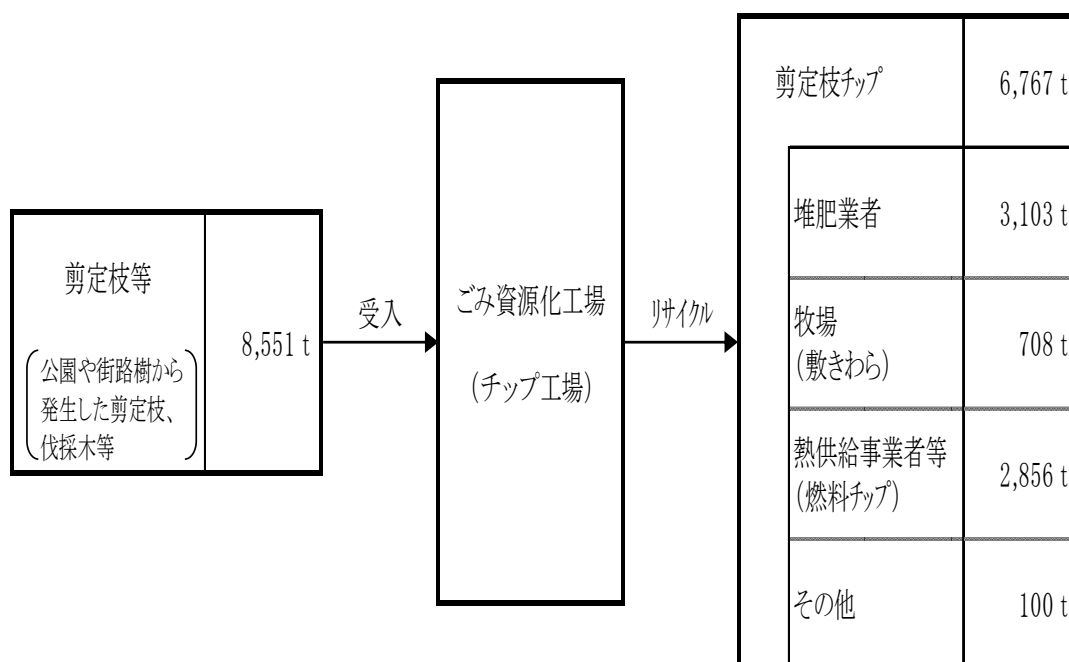 剪定枝等
公園や街路樹から
発生した剪定枝、
伐採木等
8,551 t
受入
ごみ資源化工場
(チップ工場)
リサイクル
剪定枝チップ 6,767 t
堆肥業者 3,103 t
牧場
(敷きわら)
708 t
熱供給事業者等
(燃料チップ)
2,856 t
その他 100 t